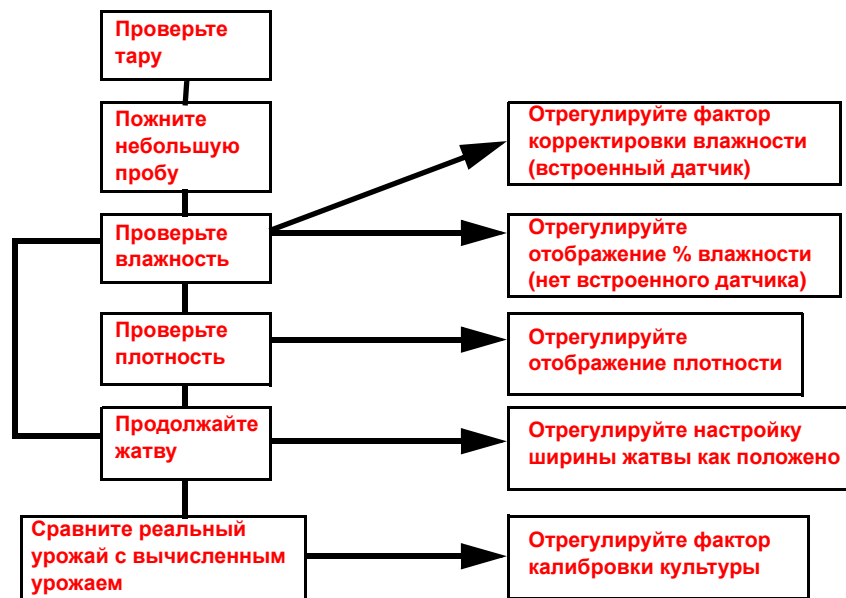 Проверьте
тару
Пожните
небольшую
пробу
Отрегулируйте фактор
корректировки влажности
(встроенный датчик)
Проверьте
влажность
Отрегулируйте
отображение % влажности
(нет встроенного датчика)
Проверьте
плотность
Отрегулируйте
отображение плотности
Продолжайте
жатву
Отрегулируйте настройку
ширины жатвы как положено
Сравните реальный
урожай с вычисленным
урожаем
Отрегулируйте фактор
калибровки культуры